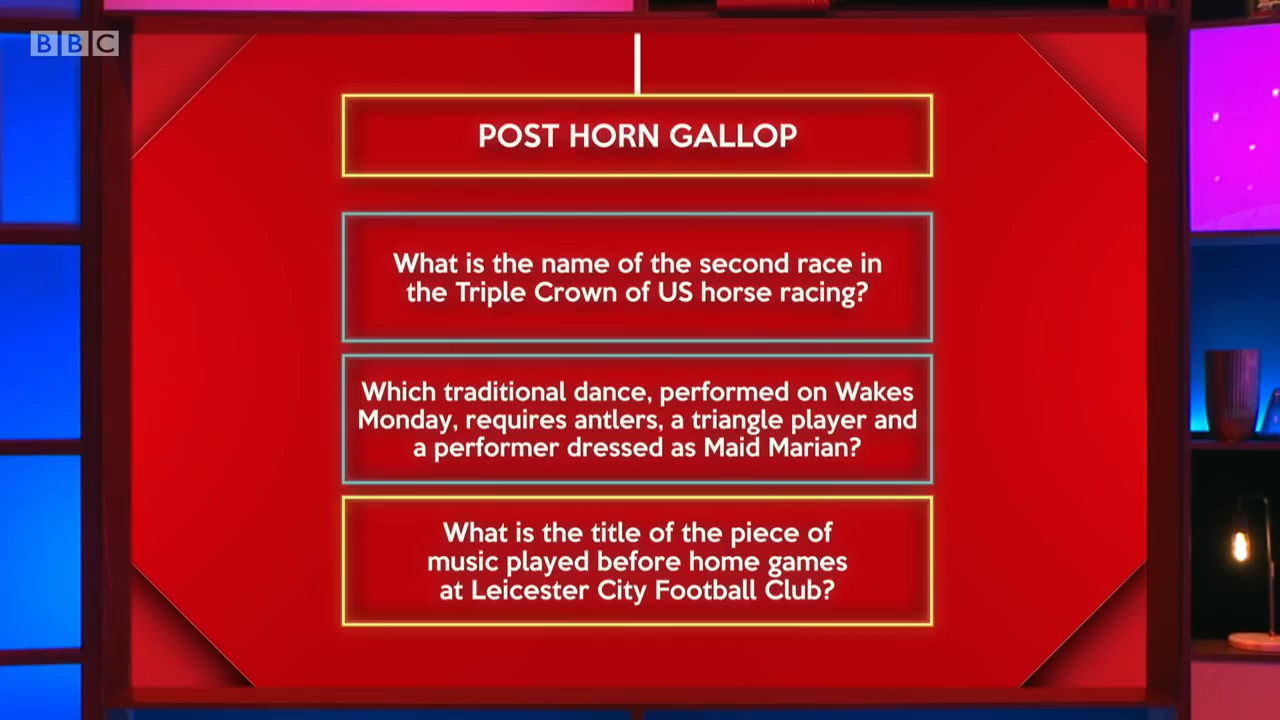 BBC
POST HORN GALLOP
What is the name of the second race in
the Triple Crown of US horse racing?
Which traditional dance, performed on Wakes
Monday, requires antlers, a triangle player and
a performer dressed as Maid Marian?
What is the title of the piece of
music played before home games
at Leicester City Football Club?